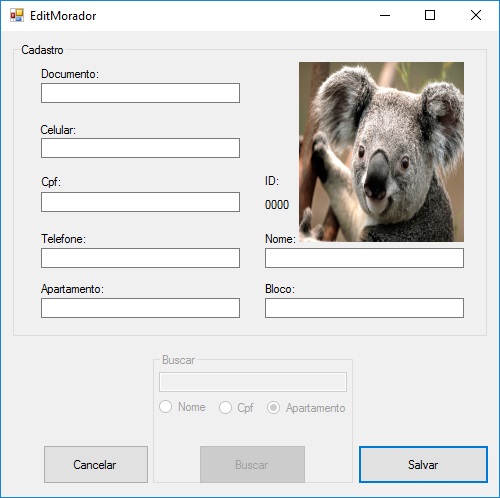 EditMorador
Cadastro
Documento:
Celular:
Cpf:
ID:
0000
Telefone:
Nome:
Apartamento:
Bloco:
Buscar
Nome Cpf Apartamento
Cancelar Buscar Salvar